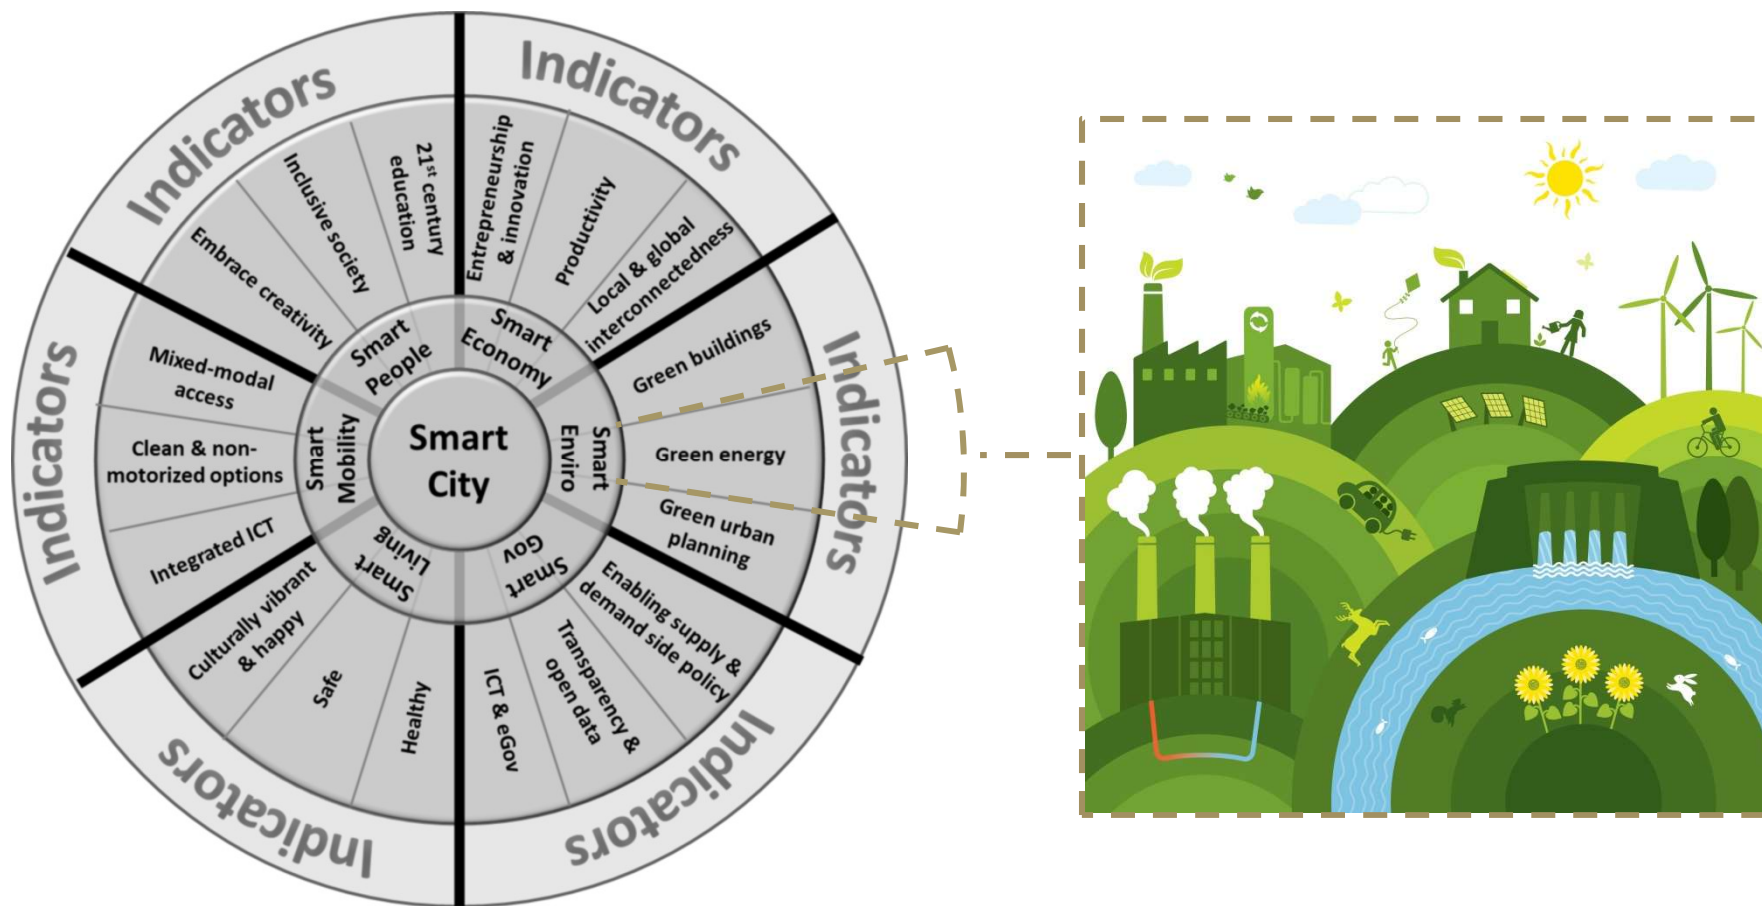 Indicators
Indicators
Indicators
Indicators
Indicators
Indicators
Smart
City
Smart
Economy
Entrepreneurship
& innovation
Productivity
Local & global
interconnectedness
Smart
Enviro
Green buildings
Green energy
Green urban
planning
Smart
Gov
Enabling supply &
demand side policy
Transparency &
open data
ICT & eGov
Smart
Living
Healthy
Safe
Culturally vibrant
& happy
Smart
Mobility
Integrated ICT
Clean & non-
motorized options
Mixed-modal
access
Smart
People
Embrace creativity
Inclusive society
21st century
education